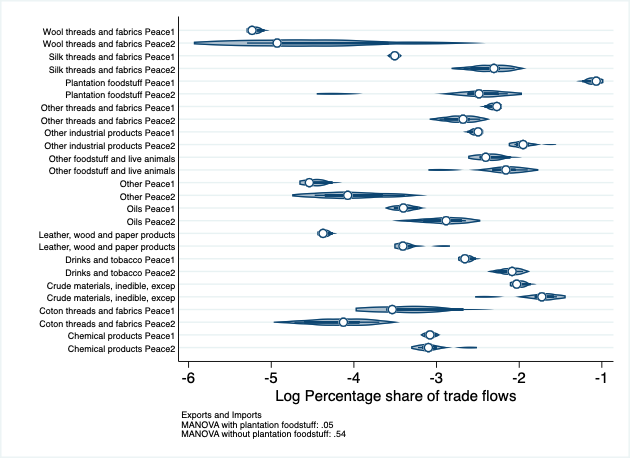 Wool threads and fabrics Peace1
Wool threads and fabrics Peace2
Silk threads and fabrics Peace1
Silk threads and fabrics Peace2
Plantation foodstuff Peace1
Plantation foodstuff Peace2
Other threads and fabrics Peace1
Other threads and fabrics Peace2
Other industrial products Peace1
Other industrial products Peace2
Other foodstuff and live animals
Other foodstuff and live animals
Other Peace1
Other Peace2
Oils Peace1
Oils Peace2
Leather, wood and paper products
Leather, wood and paper products
Drinks and tobacco Peace1
Drinks and tobacco Peace2
Crude materials, inedible, excep
Crude materials, inedible, excep
Coton threads and fabrics Peace1
Coton threads and fabrics Peace2
Chemical products Peace1
Chemical products Peace2
-6 -5 -4 -3 -2 -1
Log Percentage share of trade flows
Exports and Imports
MANOVA with plantation foodstuff: .05
MANOVA without plantation foodstuff: .54